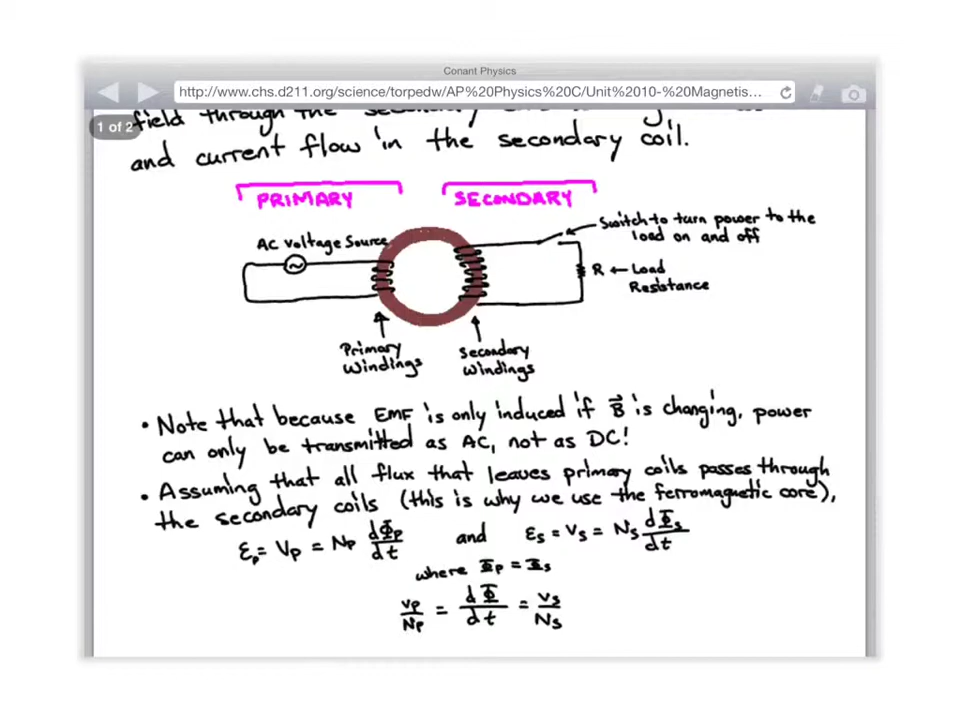 Conant Physics
http://www.chs.d211.org/science/torpedw/AP%20Physics%20C/Unit%2010-%20Magnetis...
1 of 2
field through the secondary
and current flow in the secondary coil.
PRIMARY
SECONDARY
Switch to turn power to the
load on and off
AC Voltage Source
R ← Load
Resistance
Primary
Windings
Secondary
Windings
• Note that because EMF is only induced if B⃗ is changing, power
can only be transmitted as AC, not as DC!
• Assuming that all flux that leaves primary coils passes through
the secondary coils (this is why we use the ferromagnetic core),
Ɛp = Vp = Np dΦp/dt and Ɛs = Vs = Ns dΦs/dt
where Φp = Φs
Vp/Np = dΦ/dt = Vs/Ns